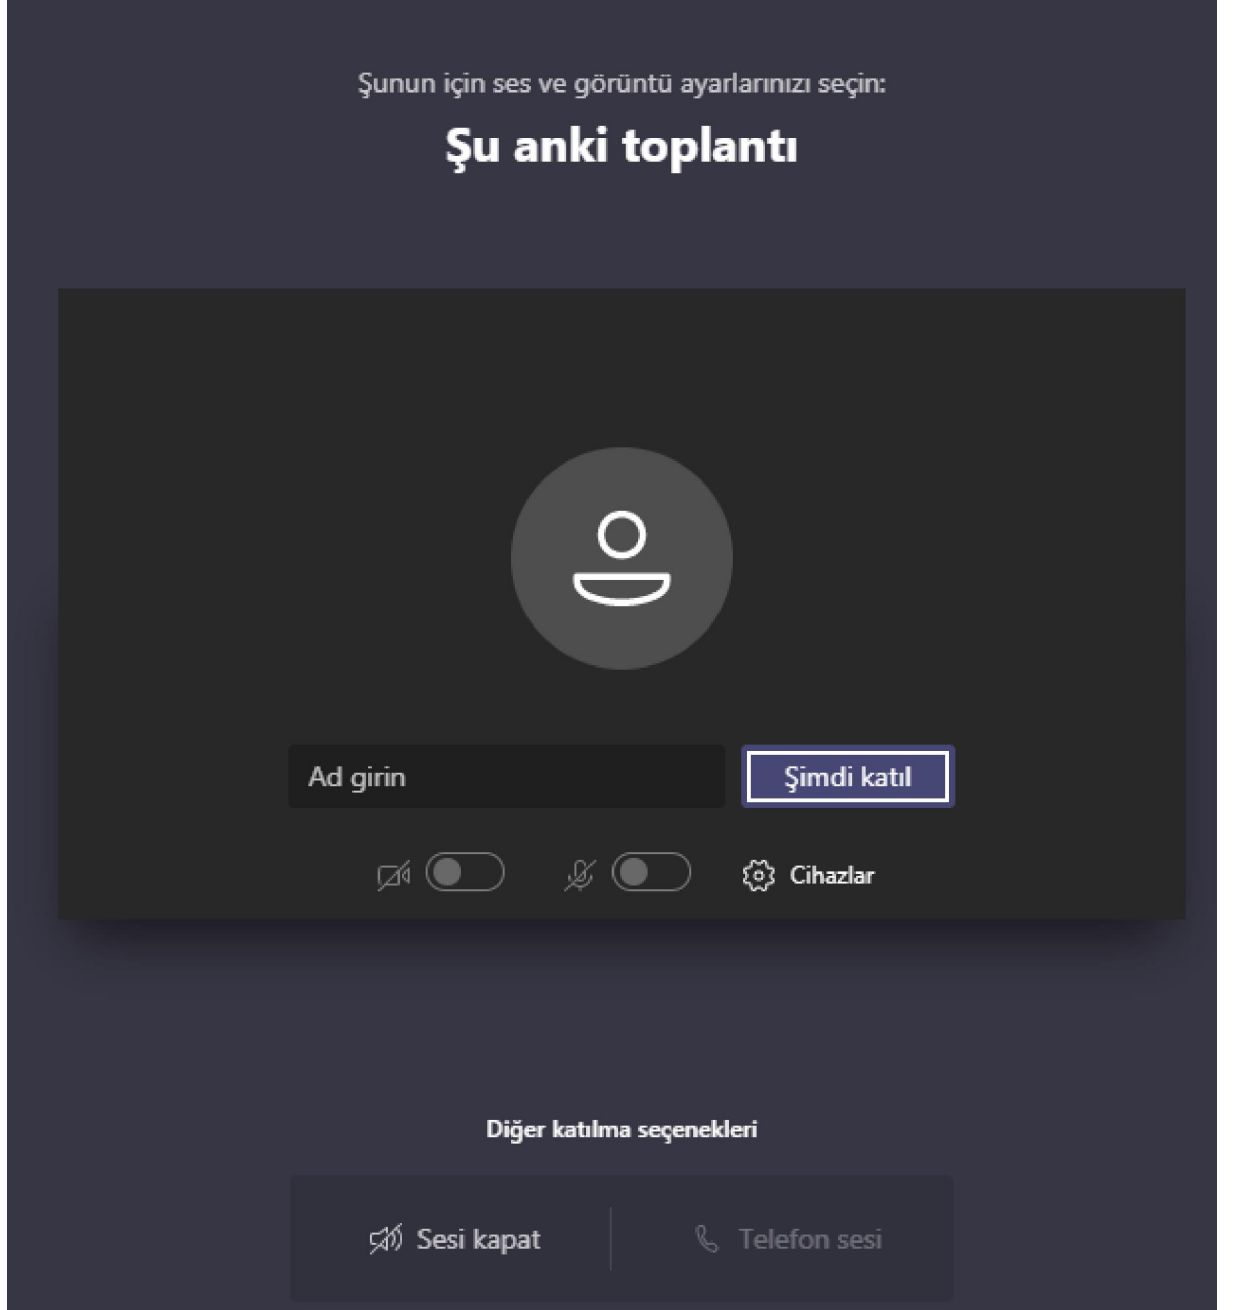 Şunun için ses ve görüntü ayarlarınızı seçin:
Şu anki toplantı
Ad girin
Şimdi katıl
Cihazlar
Diğer katılma seçenekleri
Sesi kapat
Telefon sesi